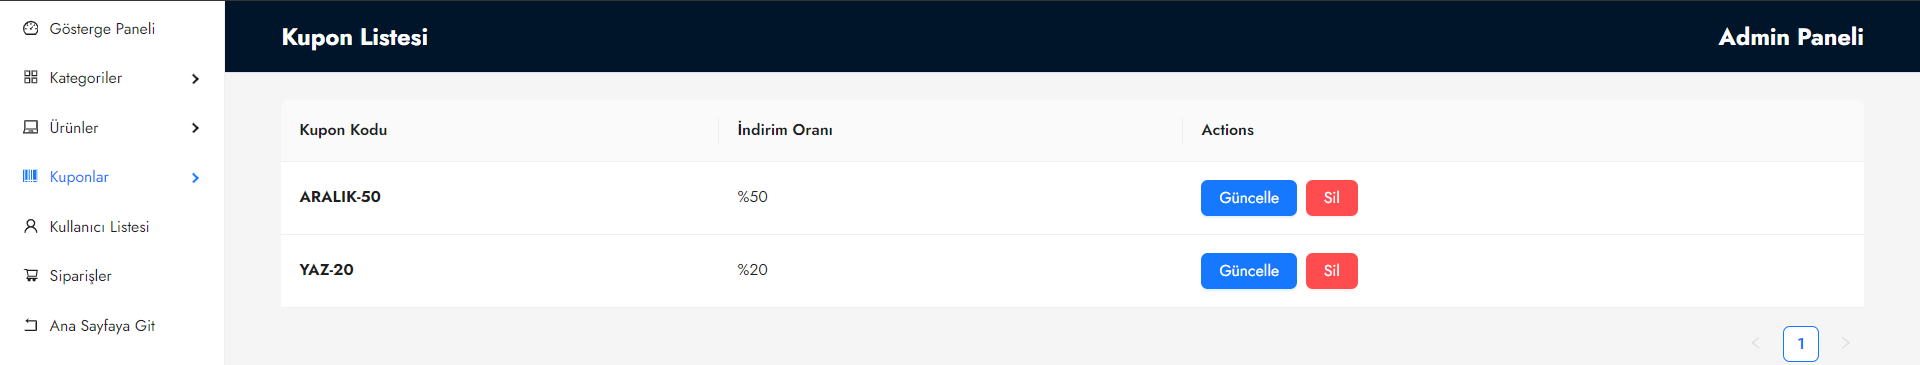 Gösterge Paneli
Kategoriler
Ürünler
Kuponlar
Kullanıcı Listesi
Siparişler
Ana Sayfaya Git
Kupon Listesi
Admin Paneli
Kupon Kodu İndirim Oranı Actions
ARALIK-50 %50 Güncelle Sil
YAZ-20 %20 Güncelle Sil
1